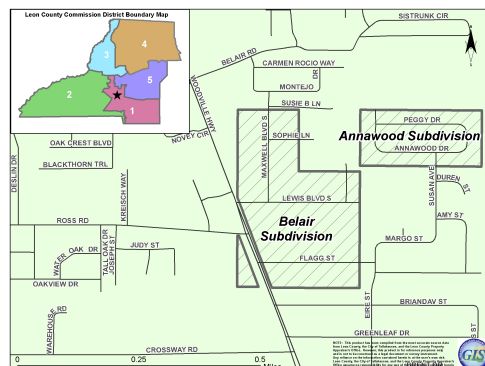 Leon County Commission District Boundary Map
4
3
5
2
1
SISTRUNK CIR
BELAIR RD
CARMEN ROCIO WAY
MONTEJO
DR
WOODVILLE HWY
SUSIE B LN
MAXWELL BLVD S
SOPHIE LN
PEGGY DR
Annawood Subdivision
ANNAWOOD DR
NOVEY CIR
OAK CREST BLVD
BLACKTHORN TRL
DESLIN DR
KREISCH WAY
SUSAN AVE
DUREN ST
LEWIS BLVD S
AMY ST
Belair
Subdivision
ROSS RD
MARGO ST
JUDY ST
WATER OAK DR
TALL OAK DR
JOSEPH ST
FLAGG ST
OAKVIEW DR
EIRE ST
BRIANDAV ST
WAREHOUSE RD
GREENLEAF DR
CROSSWAY RD
0
0.25
0.5
GIS